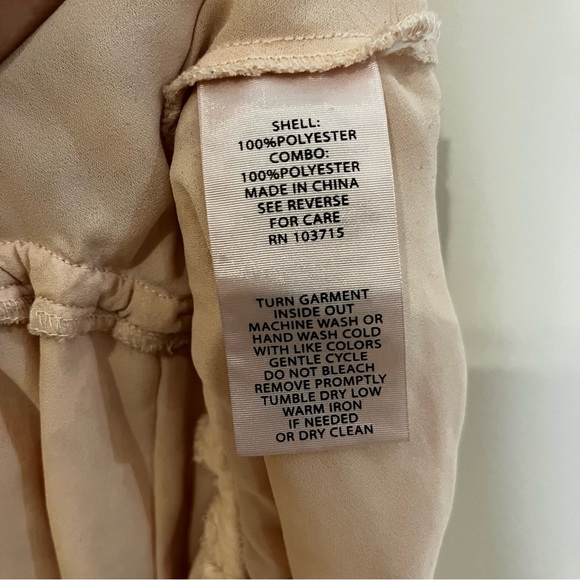 SHELL:
100%POLYESTER
COMBO:
100%POLYESTER
MADE IN CHINA
SEE REVERSE
FOR CARE
RN 103715
TURN GARMENT
INSIDE OUT
MACHINE WASH OR
HAND WASH COLD
WITH LIKE COLORS
GENTLE CYCLE
DO NOT BLEACH
REMOVE PROMPTLY
TUMBLE DRY LOW
WARM IRON
IF NEEDED
OR DRY CLEAN